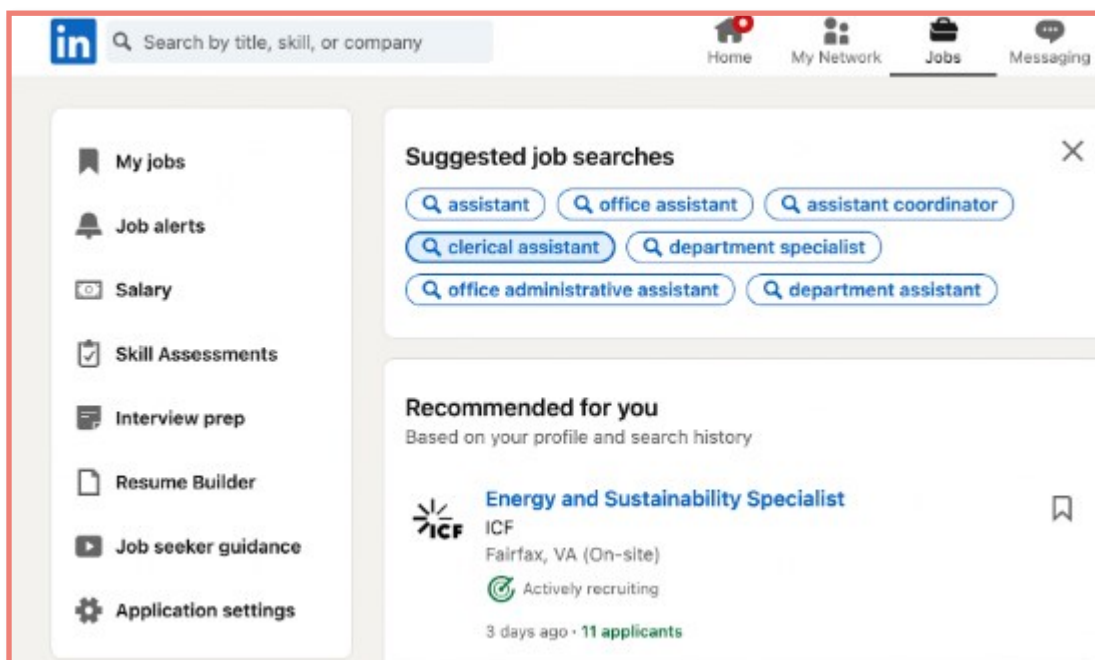 in
Search by title, skill, or company
Home
My Network
Jobs
Messaging
My jobs
Job alerts
Salary
Skill Assessments
Interview prep
Resume Builder
Job seeker guidance
Application settings
Suggested job searches
assistant
office assistant
assistant coordinator
clerical assistant
department specialist
office administrative assistant
department assistant
Recommended for you
Based on your profile and search history
ICF
Energy and Sustainability Specialist
ICF
Fairfax, VA (On-site)
Actively recruiting
3 days ago · 11 applicants